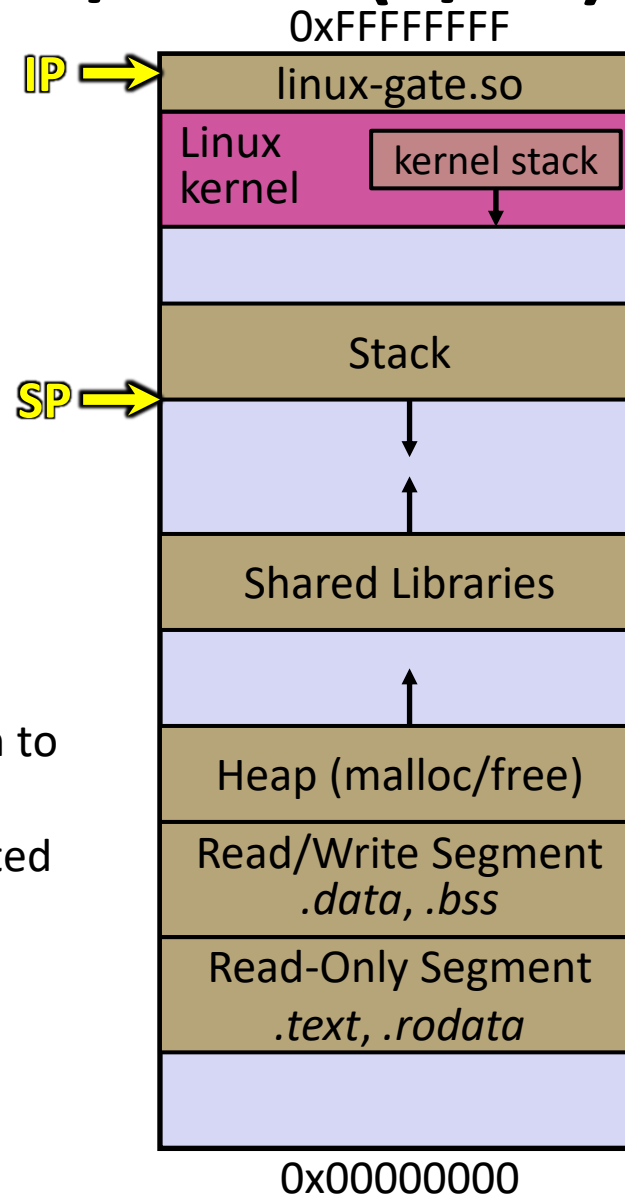 0xFFFFFFFF
IP
linux-gate.so
Linux
kernel
kernel stack
Stack
SP
Shared Libraries
to
Heap (malloc/free)
Read/Write Segment
.data, .bss
Read-Only Segment
.text, .rodata
0x00000000